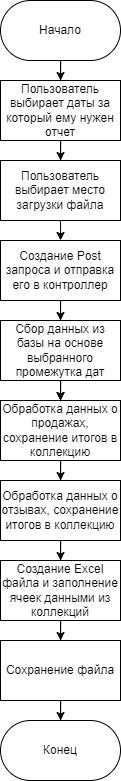 Начало
Пользователь
выбирает даты за
который ему нужен
отчет
Пользователь
выбирает место
загрузки файла
Создание Post
запроса и отправка
его в контроллер
Сбор данных из
базы на основе
выбранного
промежутка дат
Обработка данных о
продажах,
сохранение итогов в
коллекцию
Обработка данных о
отзывах, сохранение
итогов в коллекцию
Создание Excel
файла и заполнение
ячеек данными из
коллекций
Сохранение файла
Конец